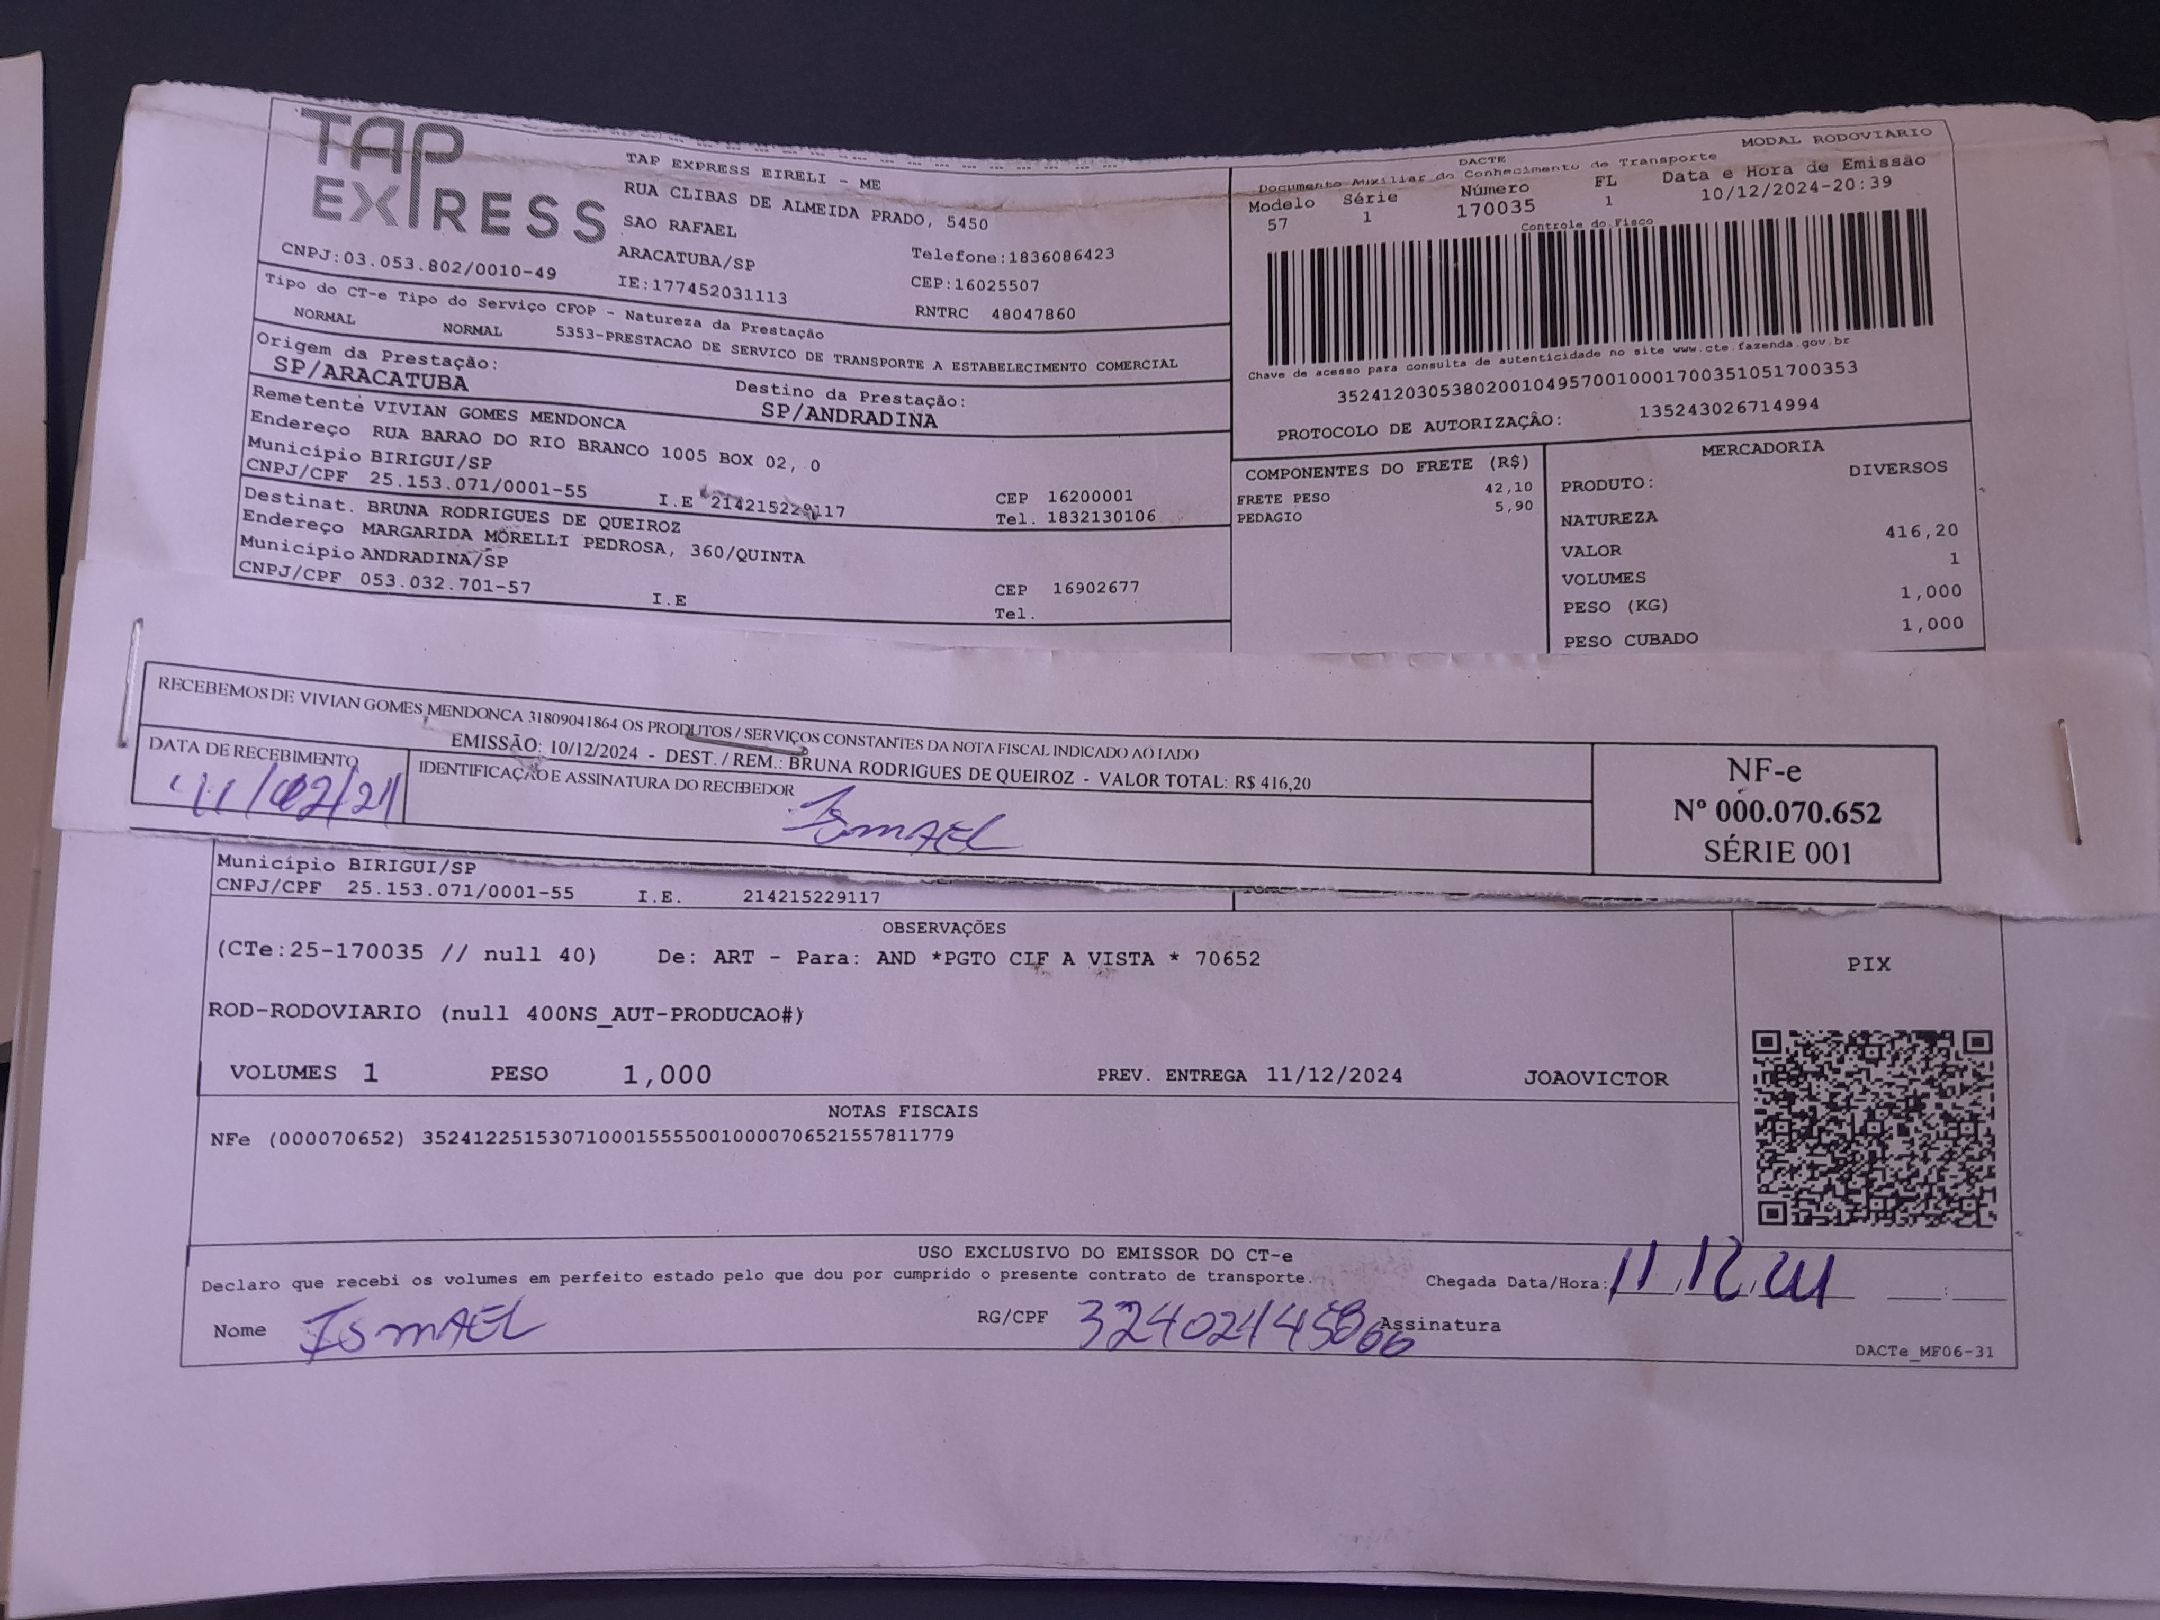 TAP
EXPRESS
TAP EXPRESS EIRELI - ME
RUA CLIBAS DE ALMEIDA PRADO, 5450
SAO RAFAEL
ARACATUBA/SP Telefone:1836086423
CNPJ:03.053.802/0010-49 IE:177452031113 CEP:16025507
RNTRC 48047860
Tipo do CT-e Tipo do Serviço CFOP - Natureza da Prestação
NORMAL NORMAL 5353-PRESTACAO DE SERVICO DE TRANSPORTE A ESTABELECIMENTO COMERCIAL
Origem da Prestação: Destino da Prestação:
SP/ARACATUBA SP/ANDRADINA
Remetente VIVIAN GOMES MENDONCA
Endereço RUA BARAO DO RIO BRANCO 1005 BOX 02, 0
Município BIRIGUI/SP CEP 16200001
CNPJ/CPF 25.153.071/0001-55 I.E 214215229117 Tel. 1832130106
Destinat. BRUNA RODRIGUES DE QUEIROZ
Endereço MARGARIDA MORELLI PEDROSA, 360/QUINTA
Município ANDRADINA/SP CEP 16902677
CNPJ/CPF 053.032.701-57 I.E Tel.
DACTE MODAL RODOVIARIO
Documento Auxiliar do Conhecimento de Transporte
Modelo Série Número FL Data e Hora de Emissão
57 1 170035 1 10/12/2024-20:39
Controle do Fisco
Chave de acesso para consulta de autenticidade no site www.cte.fazenda.gov.br
35241203053802001049570010001700351051700353
PROTOCOLO DE AUTORIZAÇÂO: 135243026714994
COMPONENTES DO FRETE (R$)
FRETE PESO 42,10
PEDAGIO 5,90
MERCADORIA
PRODUTO: DIVERSOS
NATUREZA
VALOR 416,20
VOLUMES 1
PESO (KG) 1,000
PESO CUBADO 1,000
RECEBEMOS DE VIVIAN GOMES MENDONCA 31809041864 OS PRODUTOS / SERVIÇOS CONSTANTES DA NOTA FISCAL INDICADO AO LADO
EMISSÃO: 10/12/2024 - DEST. / REM.: BRUNA RODRIGUES DE QUEIROZ - VALOR TOTAL: R$ 416,20
DATA DE RECEBIMENTO IDENTIFICAÇÃO E ASSINATURA DO RECEBEDOR
ISMAEL
NF-e
Nº 000.070.652
SÉRIE 001
Município BIRIGUI/SP
CNPJ/CPF 25.153.071/0001-55 I.E. 214215229117
OBSERVAÇÕES
(CTe:25-170035 // null 40) De: ART - Para: AND *PGTO CIF A VISTA * 70652
ROD-RODOVIARIO (null 400NS_AUT-PRODUCAO#)
VOLUMES 1 PESO 1,000 PREV. ENTREGA 11/12/2024 JOAOVICTOR
PIX
NOTAS FISCAIS
NFe (000070652) 35241225153071000155550010000706521557811779
USO EXCLUSIVO DO EMISSOR DO CT-e
Declaro que recebi os volumes em perfeito estado pelo que dou por cumprido o presente contrato de transporte. Chegada Data/Hora: 11/12/24
Nome ISMAEL RG/CPF Assinatura
DACTe_MF06-31